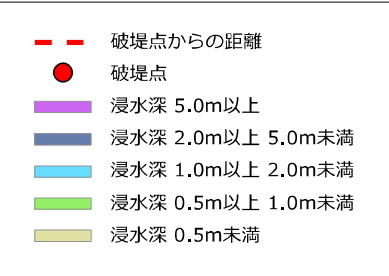 破堤点からの距離
破堤点
浸水深 5.0m以上
浸水深 2.0m以上 5.0m未満
浸水深 1.0m以上 2.0m未満
浸水深 0.5m以上 1.0m未満
浸水深 0.5m未満